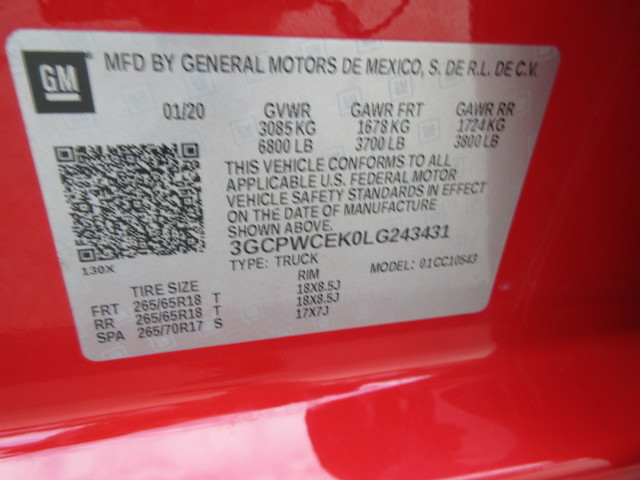 GM MFD BY GENERAL MOTORS DE MEXICO, S. DE R.L. DE C.V.
01/20 GVWR GAWR FRT GAWR RR
3085 KG 1678 KG 1724 KG
6800 LB 3700 LB 3800 LB
THIS VEHICLE CONFORMS TO ALL
APPLICABLE U.S. FEDERAL MOTOR
VEHICLE SAFETY STANDARDS IN EFFECT
ON THE DATE OF MANUFACTURE
SHOWN ABOVE.
3GCPWCEK0LG243431
130X TYPE: TRUCK MODEL: 01CC10543
TIRE SIZE RIM
FRT 265/65R18 T 18X8.5J
RR 265/65R18 T 18X8.5J
SPA 265/70R17 S 17X7J